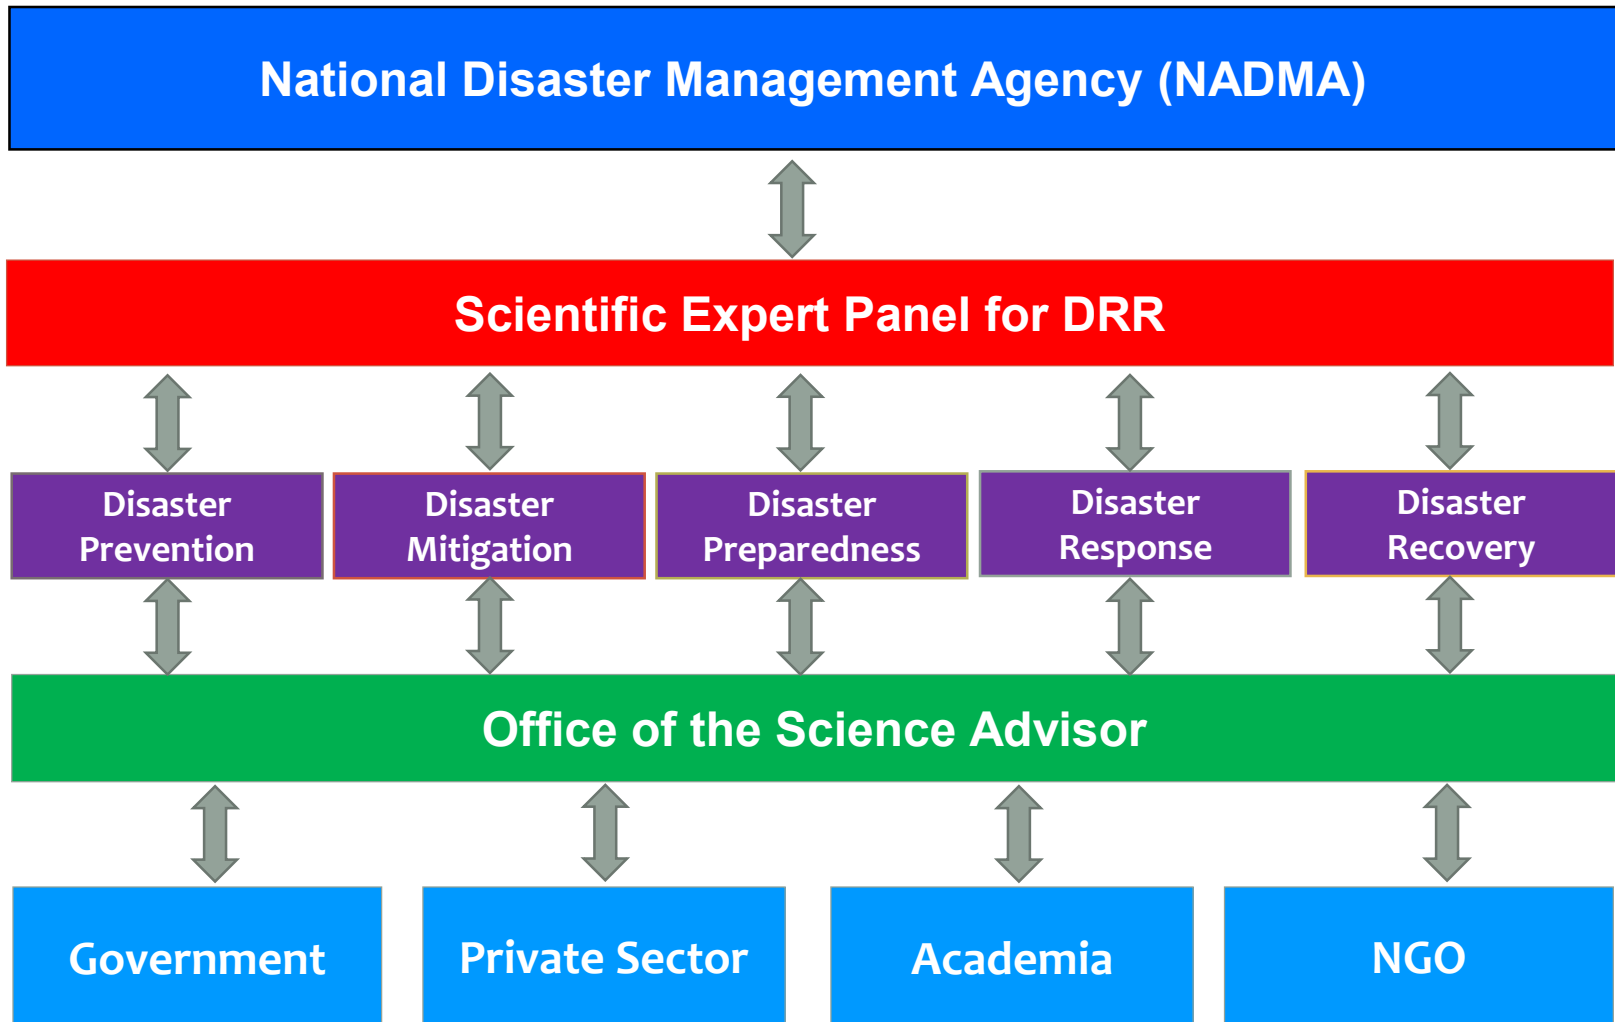 National Disaster Management Agency (NADMA)
Scientific Expert Panel for DRR
Disaster
Prevention
Disaster
Mitigation
Disaster
Preparedness
Disaster
Response
Disaster
Recovery
Office of the Science Advisor
Government
Private Sector
Academia
NGO